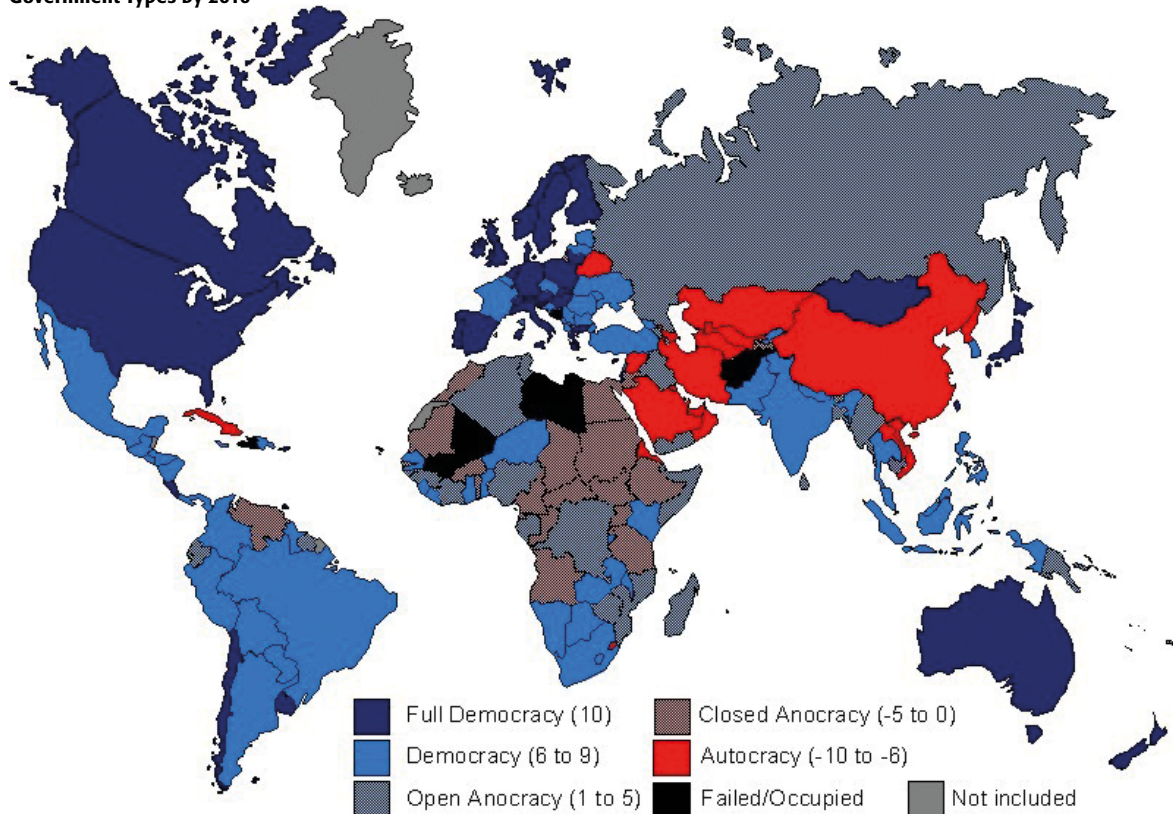 Government Types by 2016
Full Democracy (10)
Democracy (6 to 9)
Open Anocracy (1 to 5)
Closed Anocracy (-5 to 0)
Autocracy (-10 to -6)
Failed/Occupied
Not included